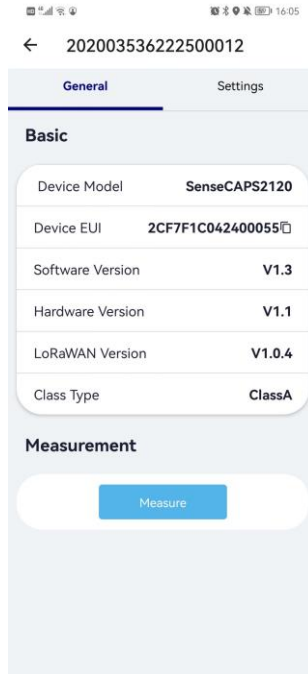 16:05
202003536222500012
General Settings
Basic
Device Model SenseCAPS2120
Device EUI 2CF7F1C042400055
Software Version V1.3
Hardware Version V1.1
LoRaWAN Version V1.0.4
Class Type ClassA
Measurement
Measure